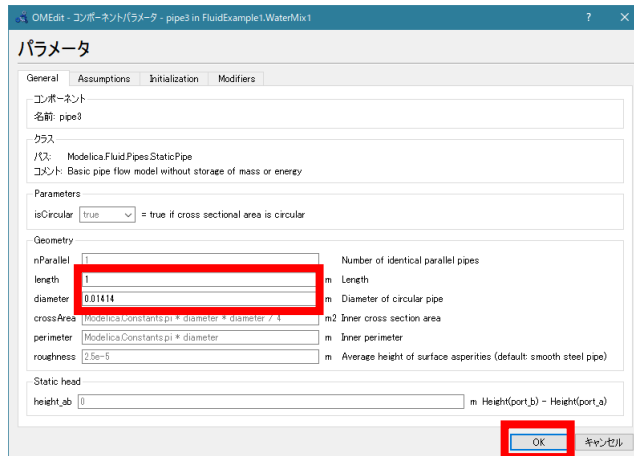 OMEdit - コンポーネントパラメータ - pipe3 in FluidExample1.WaterMix1 ? ×
パラメータ
General Assumptions Initialization Modifiers
コンポーネント
名前: pipe3
クラス
パス: Modelica.Fluid.Pipes.StaticPipe
コメント: Basic pipe flow model without storage of mass or energy
Parameters
isCircular true = true if cross sectional area is circular
Geometry
nParallel 1 Number of identical parallel pipes
length 1 m Length
diameter 0.01414 m Diameter of circular pipe
crossArea Modelica.Constants.pi * diameter * diameter / 4 m2 Inner cross section area
perimeter Modelica.Constants.pi * diameter m Inner perimeter
roughness 2.5e-5 m Average height of surface asperities (default: smooth steel pipe)
Static head
height_ab 0 m Height(port_b) - Height(port_a)
OK キャンセル